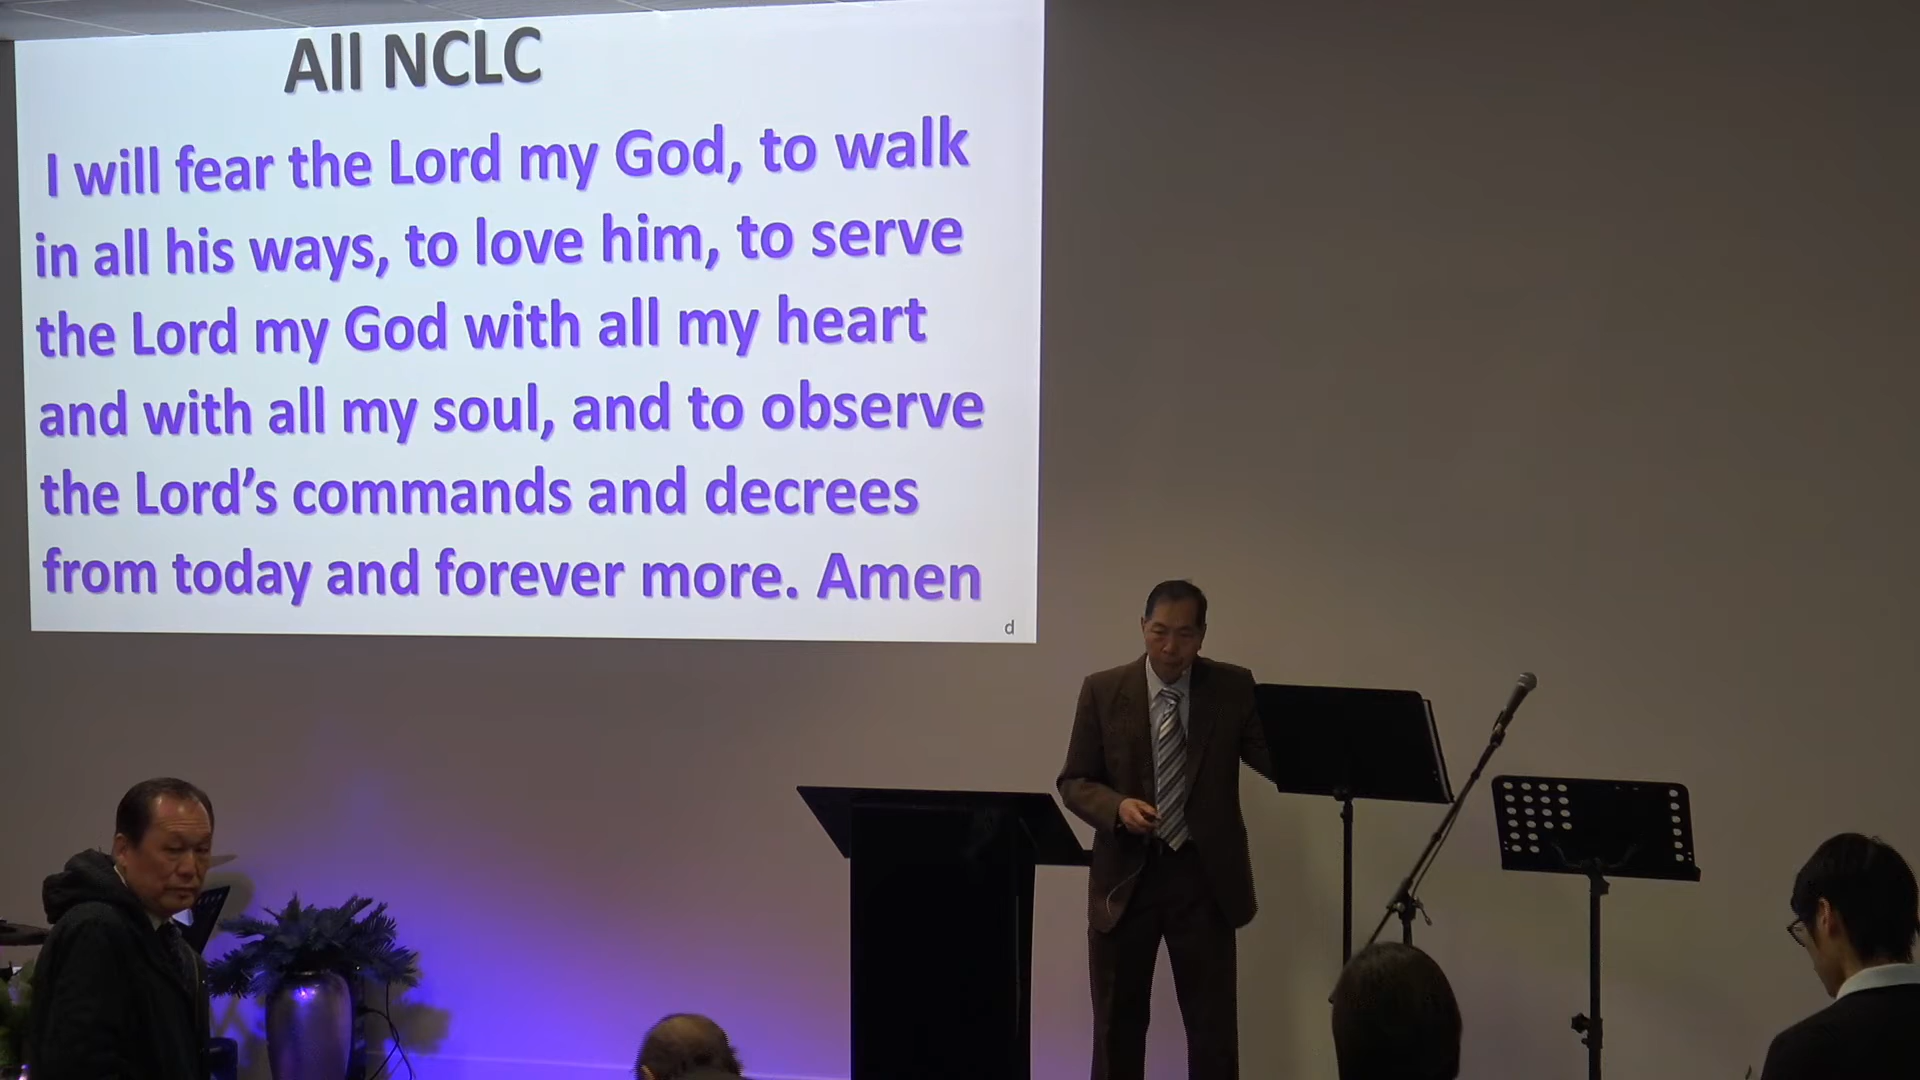 All NCLC
I will fear the Lord my God, to walk
in all his ways, to love him, to serve
the Lord my God with all my heart
and with all my soul, and to observe
the Lord’s commands and decrees
from today and forever more. Amen
d